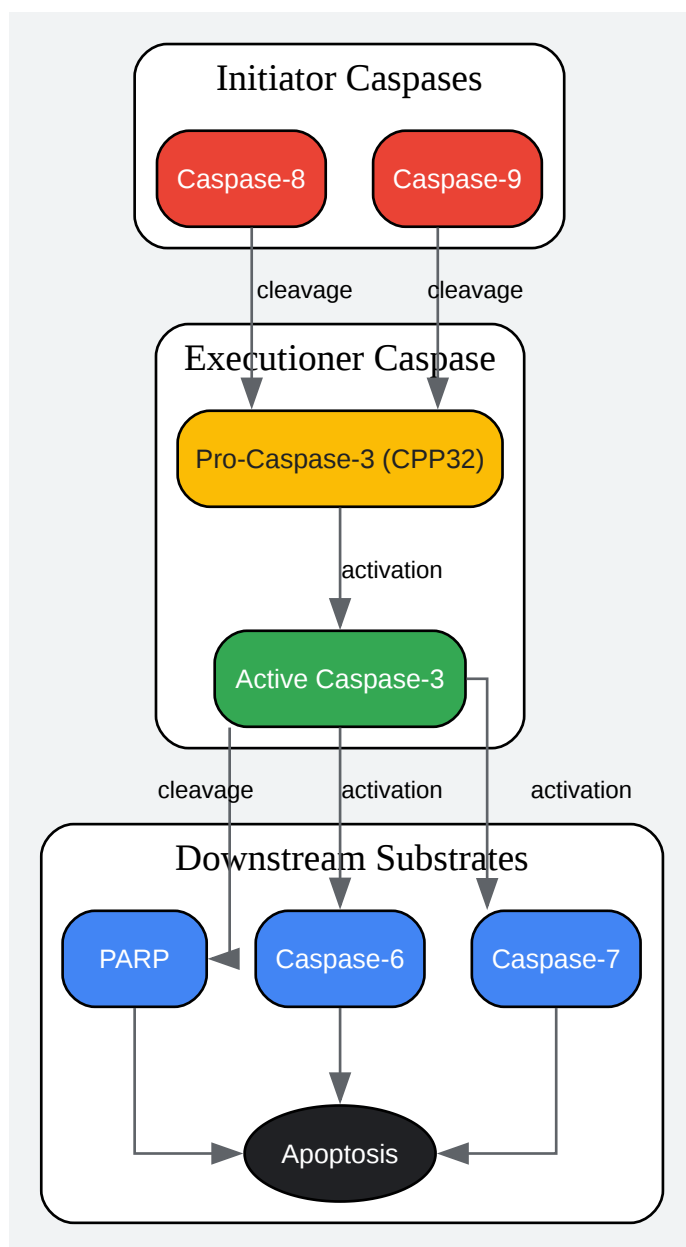 Initiator Caspases
Caspase-8
Caspase-9
cleavage
cleavage
Executioner Caspase
Pro-Caspase-3 (CPP32)
activation
Active Caspase-3
cleavage
activation
activation
Downstream Substrates
PARP
Caspase-6
Caspase-7
Apoptosis